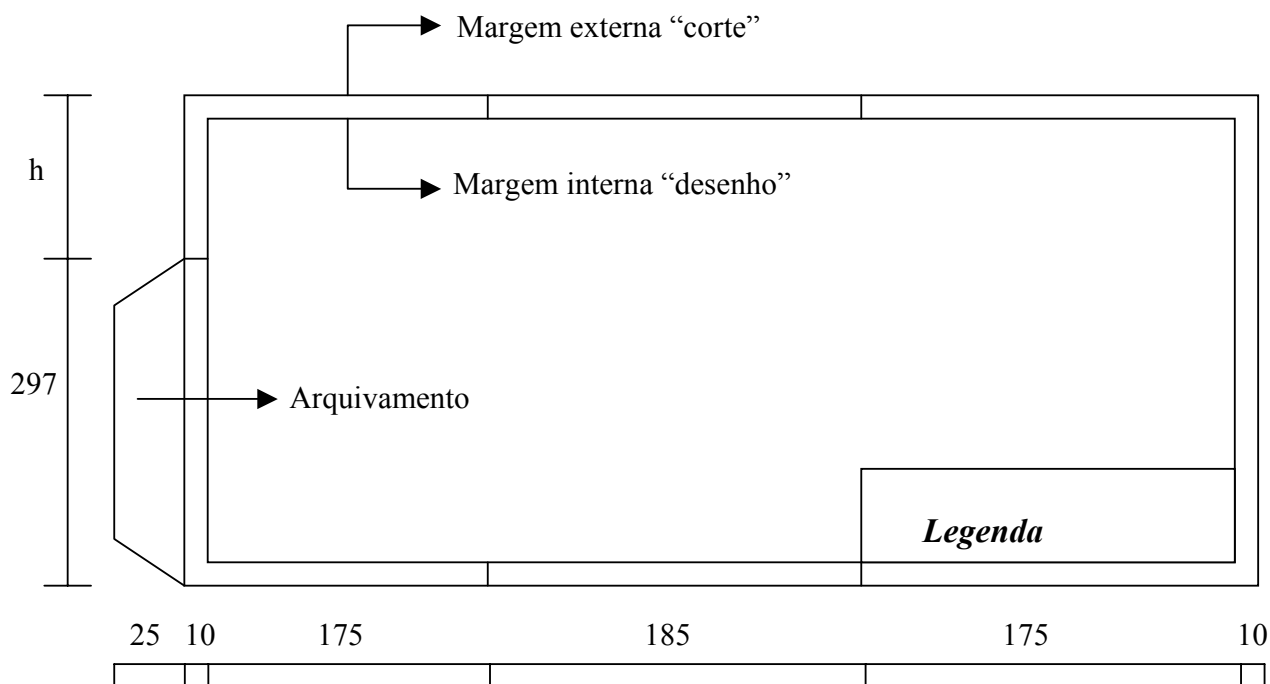 Margem externa “corte”
h
Margem interna “desenho”
297
Arquivamento
Legenda
25 10 175 185 175 10